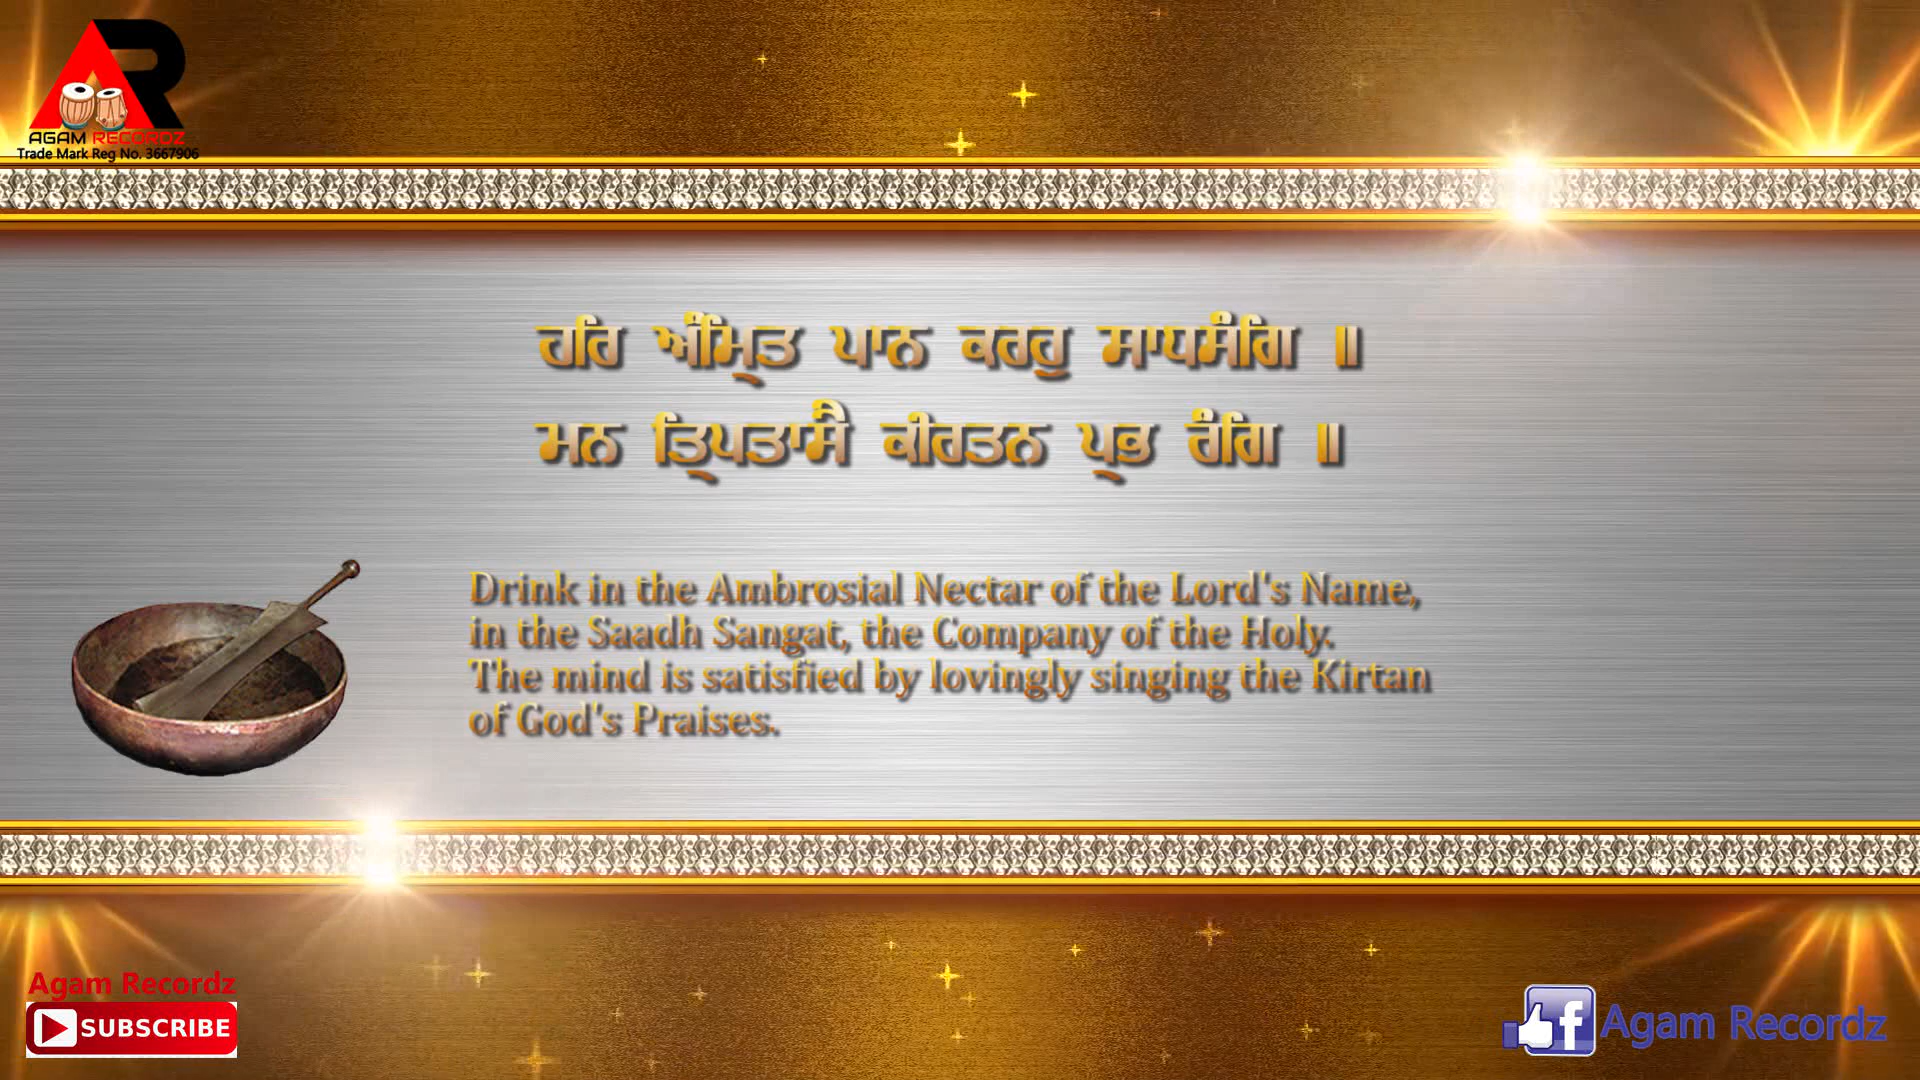 AGAM RECORDZ
Trade Mark Reg No. 3667906
ਹਰਿ ਅੰਮ੍ਰਿਤ ਪਾਨ ਕਰਹੁ ਸਾਧਸੰਗਿ ॥
ਮਨ ਤ੍ਰਿਪਤਾਸੈ ਕੀਰਤਨ ਪ੍ਰਭ ਰੰਗਿ ॥
Drink in the Ambrosial Nectar of the Lord's Name,
in the Saadh Sangat, the Company of the Holy.
The mind is satisfied by lovingly singing the Kirtan
of God's Praises.
Agam Recordz
SUBSCRIBE
Agam Recordz